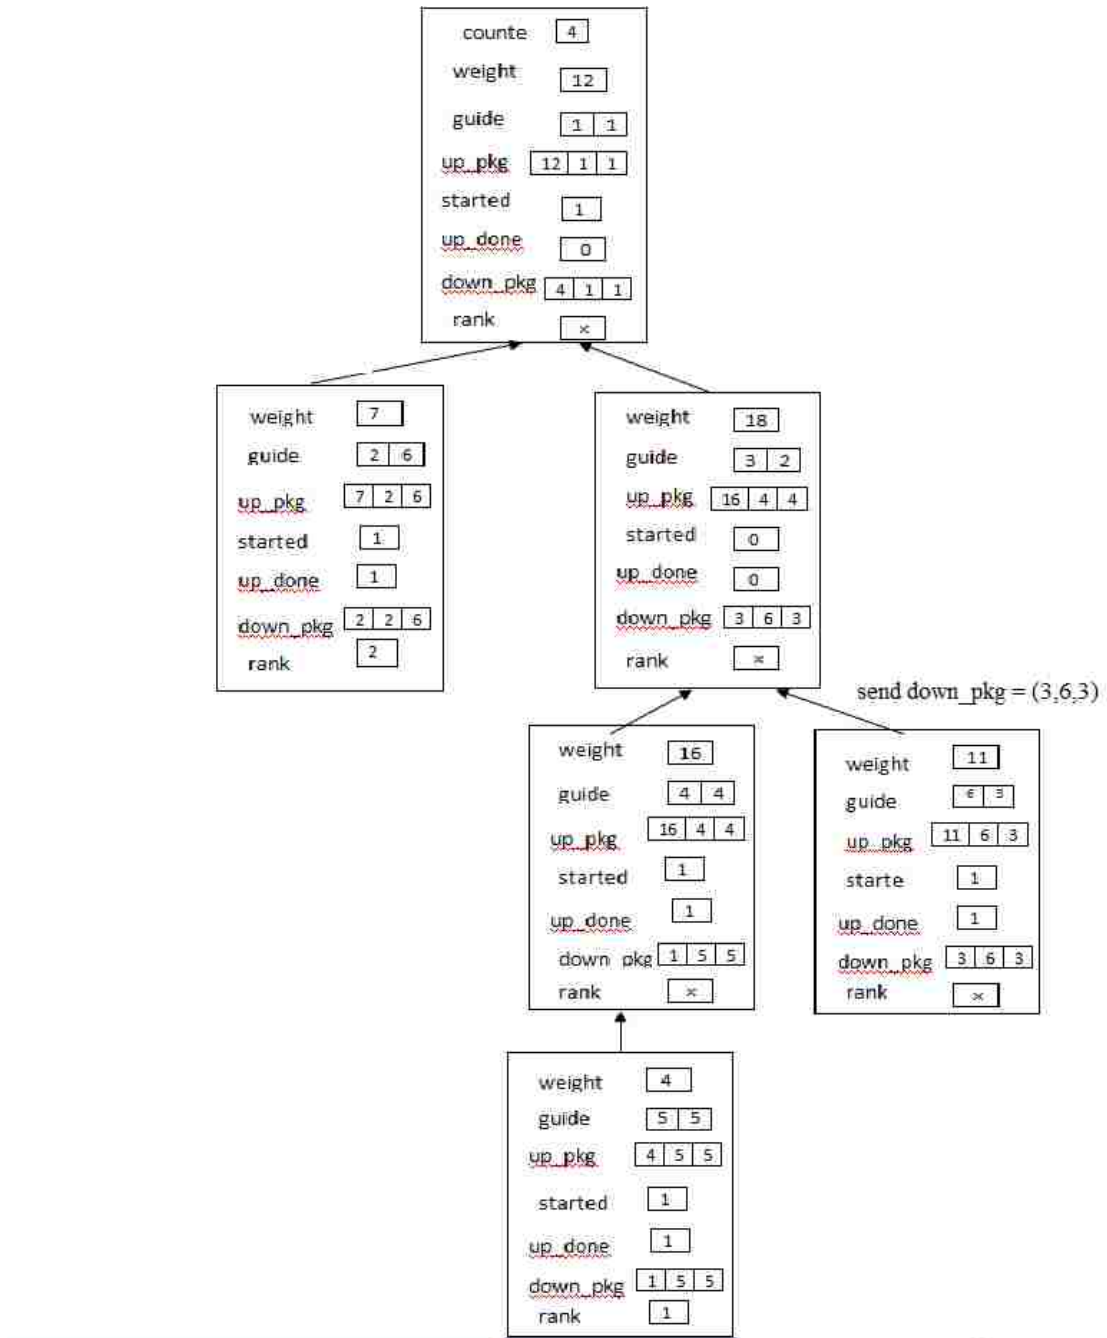 counte 4
weight 12
guide 1 1
up_pkg 12 1 1
started 1
up_done 0
down_pkg 4 1 1
rank ×
weight 7
guide 2 6
up_pkg 7 2 6
started 1
up_done 1
down_pkg 2 2 6
rank 2
weight 18
guide 3 2
up_pkg 16 4 4
started 0
up_done 0
down_pkg 3 6 3
rank ×
send down_pkg = (3,6,3)
weight 16
guide 4 4
up_pkg 16 4 4
started 1
up_done 1
down pkg 1 5 5
rank ×
weight 11
guide 6 3
up pkg 11 6 3
starte 1
up_done 1
down_pkg 3 6 3
rank ×
weight 4
guide 5 5
up_pkg 4 5 5
started 1
up_done 1
down_pkg 1 5 5
rank 1